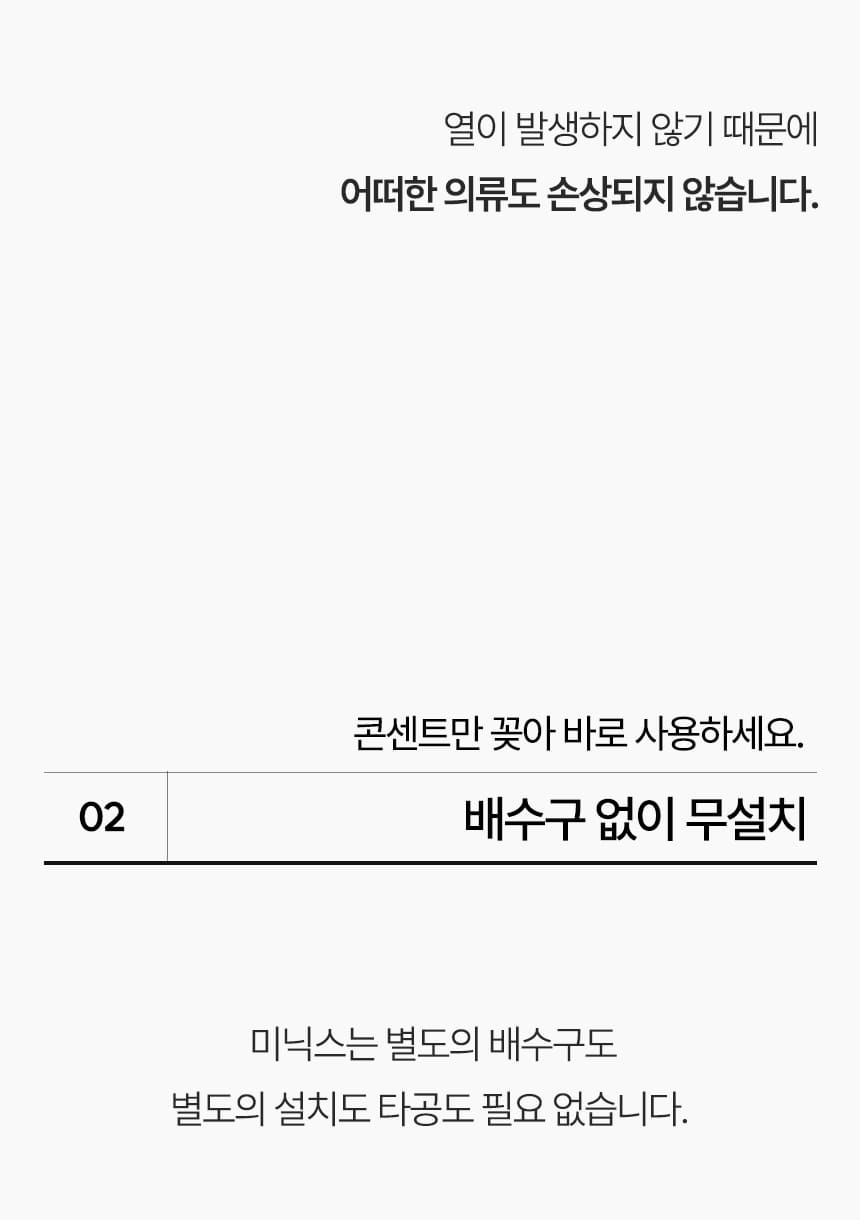 열이 발생하지 않기 때문에
어떠한 의류도 손상되지 않습니다.
콘센트만 꽂아 바로 사용하세요.
02
배수구 없이 무설치
미닉스는 별도의 배수구도
별도의 설치도 타공도 필요 없습니다.